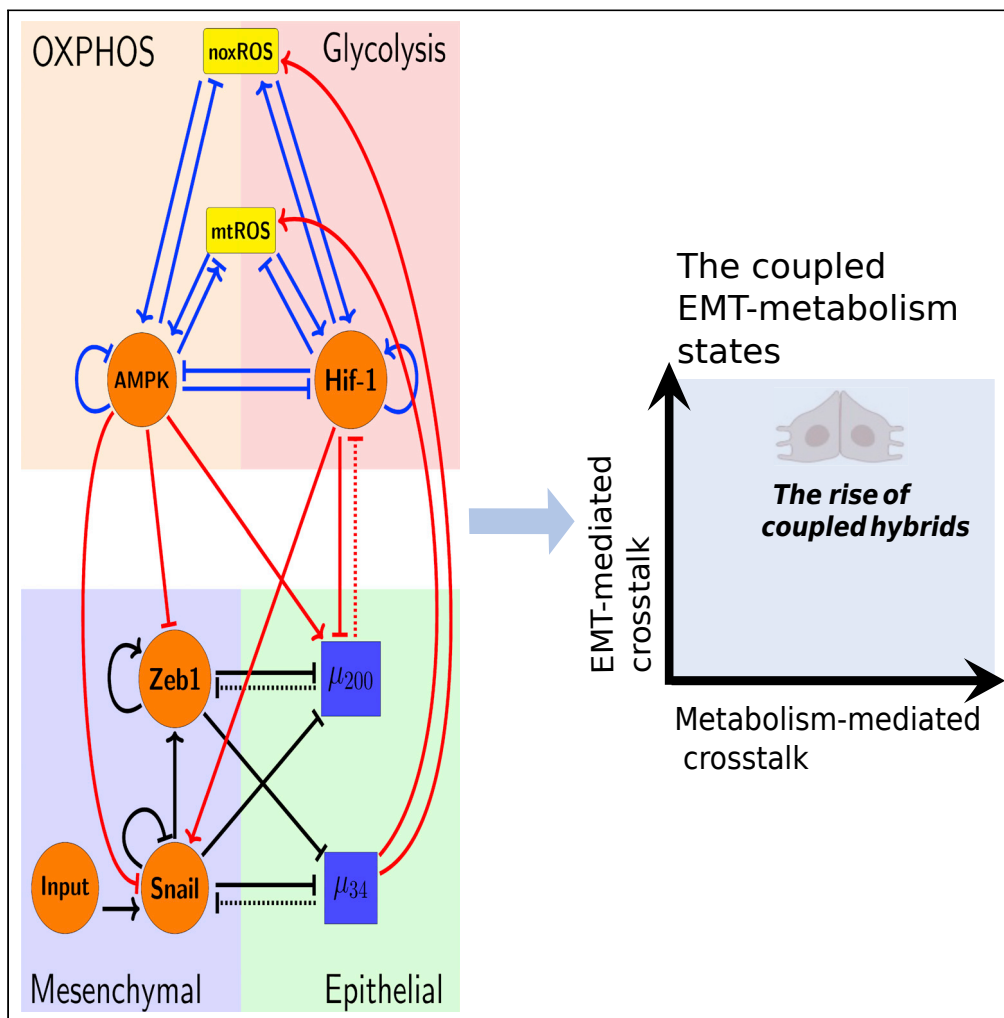 OXPHOS
noxROS
Glycolysis
mtROS
AMPK
Hif-1
Zeb1
μ200
Input
Snail
μ34
Mesenchymal
Epithelial
The coupled
EMT-metabolism
states
EMT-mediated
crosstalk
The rise of
coupled hybrids
Metabolism-mediated
crosstalk